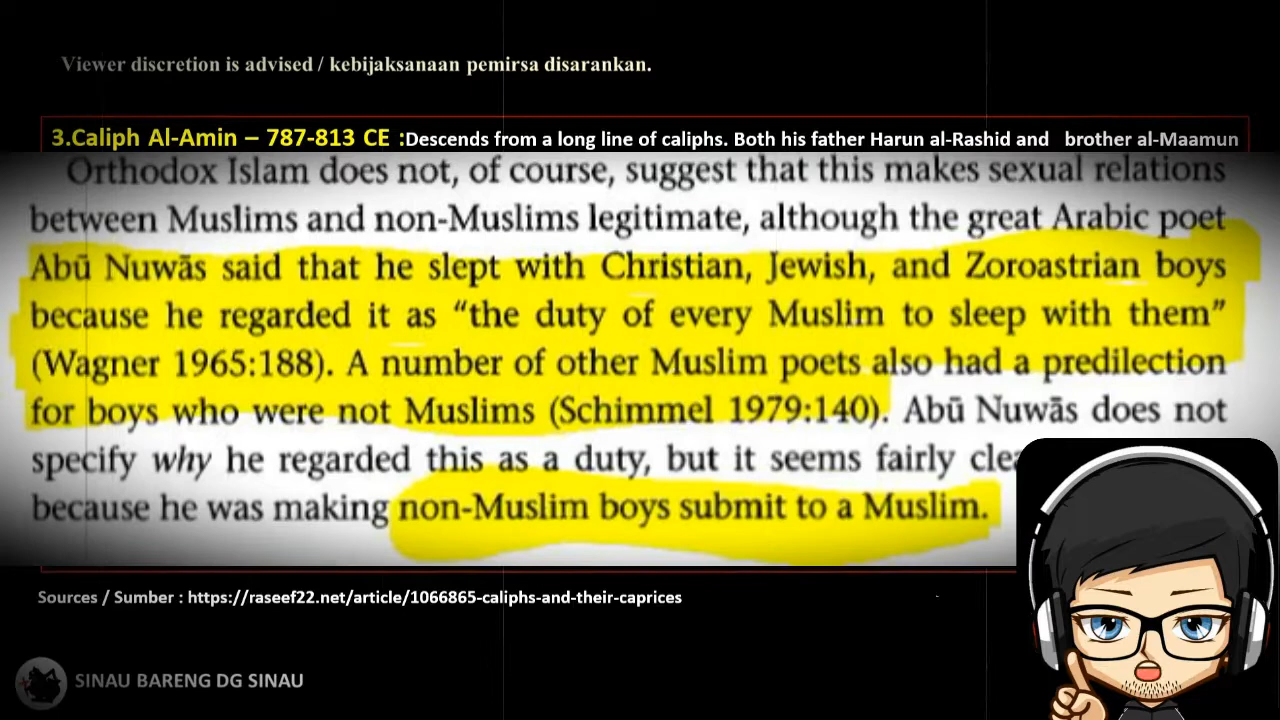 Viewer discretion is advised / kebijaksanaan pemirsa disarankan.
3.Caliph Al-Amin – 787-813 CE :Descends from a long line of caliphs. Both his father Harun al-Rashid and brother al-Maamun
Orthodox Islam does not, of course, suggest that this makes sexual relations
between Muslims and non-Muslims legitimate, although the great Arabic poet
Abū Nuwās said that he slept with Christian, Jewish, and Zoroastrian boys
because he regarded it as “the duty of every Muslim to sleep with them”
(Wagner 1965:188). A number of other Muslim poets also had a predilection
for boys who were not Muslims (Schimmel 1979:140). Abū Nuwās does not
specify why he regarded this as a duty, but it seems fairly
because he was making non-Muslim boys submit to a Muslim.
Sources / Sumber : https://raseef22.net/article/1066865-caliphs-and-their-caprices
SINAU BARENG DG SINAU